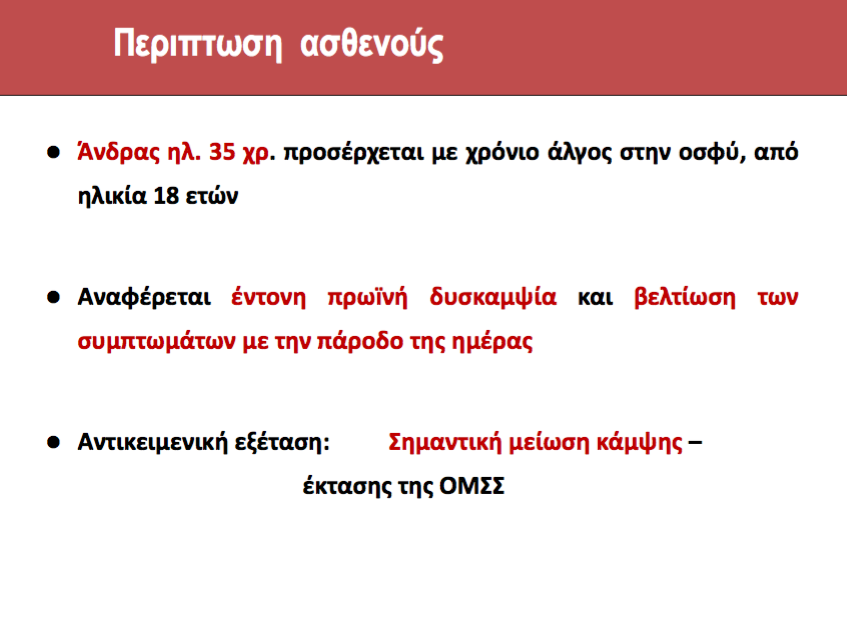 Περιπτωση ασθενούς
● Άνδρας ηλ. 35 χρ. προσέρχεται με χρόνιο άλγος στην οσφύ, από
ηλικία 18 ετών
● Αναφέρεται έντονη πρωϊνή δυσκαμψία και βελτίωση των
συμπτωμάτων με την πάροδο της ημέρας
● Αντικειμενική εξέταση: Σημαντική μείωση κάμψης –
έκτασης της ΟΜΣΣ